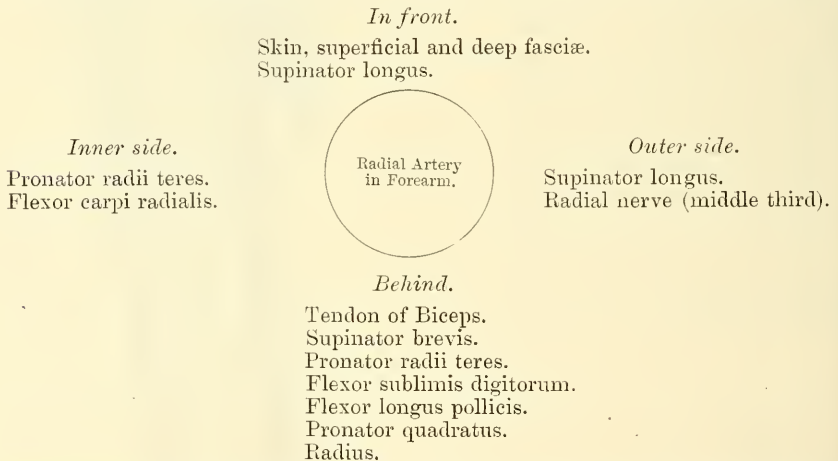 In front.
Skin, superficial and deep fasciæ.
Supinator longus.
Inner side.
Pronator radii teres.
Flexor carpi radialis.
Radial Artery
in Forearm.
Outer side.
Supinator longus.
Radial nerve (middle third).
Behind.
Tendon of Biceps.
Supinator brevis.
Pronator radii teres.
Flexor sublimis digitorum.
Flexor longus pollicis.
Pronator quadratus.
Radius.